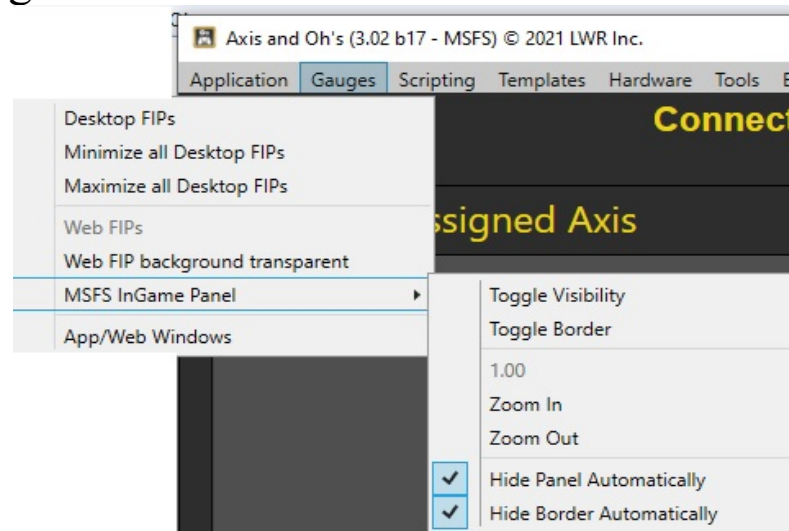 Axis and Oh's (3.02 b17 - MSFS) © 2021 LWR Inc.
Application Gauges Scripting Templates Hardware Tools
Desktop FIPs
Minimize all Desktop FIPs
Maximize all Desktop FIPs
Web FIPs
Web FIP background transparent
MSFS InGame Panel
App/Web Windows
Connect
ssigned Axis
Toggle Visibility
Toggle Border
1.00
Zoom In
Zoom Out
Hide Panel Automatically
Hide Border Automatically